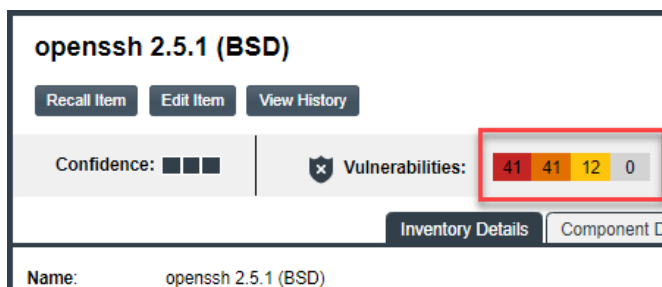 openssh 2.5.1 (BSD)
Recall Item Edit Item View History
Confidence: Vulnerabilities: 41 41 12 0
Inventory Details Component D
Name: openssh 2.5.1 (BSD)